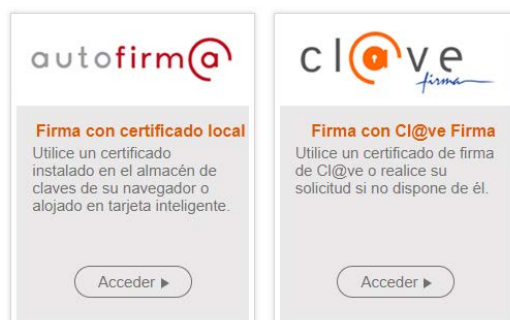 autofirm@
Firma con certificado local
Utilice un certificado
instalado en el almacén de
claves de su navegador o
alojado en tarjeta inteligente.
Acceder
cl@ve
firma
Firma con Cl@ve Firma
Utilice un certificado de firma
de Cl@ve o realice su
solicitud si no dispone de él.
Acceder